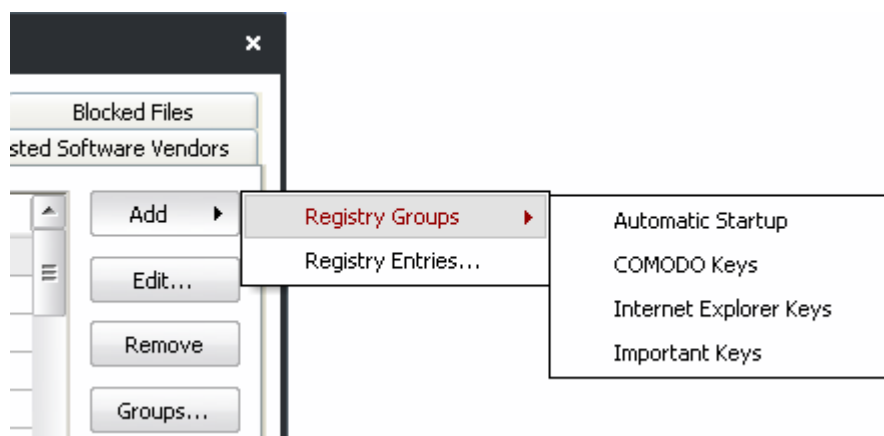 Blocked Files
sted Software Vendors
Add
Registry Groups
Automatic Startup
Registry Entries...
COMODO Keys
Edit...
Internet Explorer Keys
Remove
Important Keys
Groups...